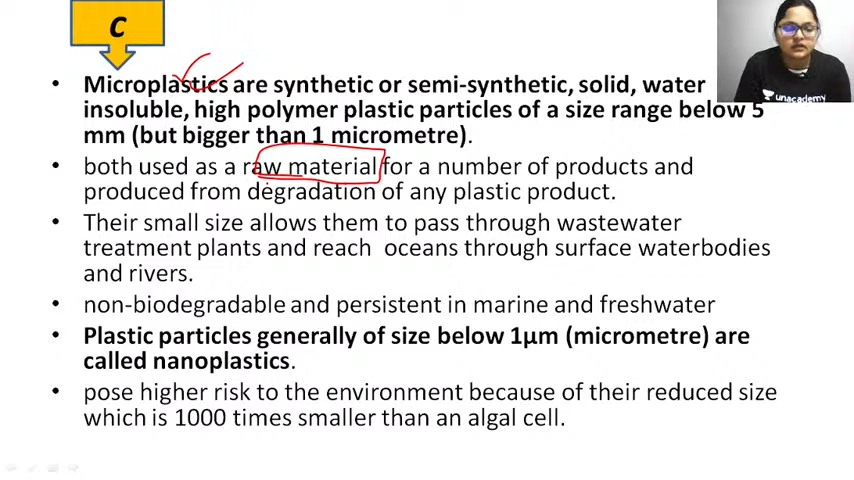 C
• Microplastics are synthetic or semi-synthetic, solid, water
insoluble, high polymer plastic particles of a size range below 5
mm (but bigger than 1 micrometre).
• both used as a raw material for a number of products and
produced from degradation of any plastic product.
• Their small size allows them to pass through wastewater
treatment plants and reach oceans through surface waterbodies
and rivers.
• non-biodegradable and persistent in marine and freshwater
• Plastic particles generally of size below 1µm (micrometre) are
called nanoplastics.
• pose higher risk to the environment because of their reduced size
which is 1000 times smaller than an algal cell.
unacademy